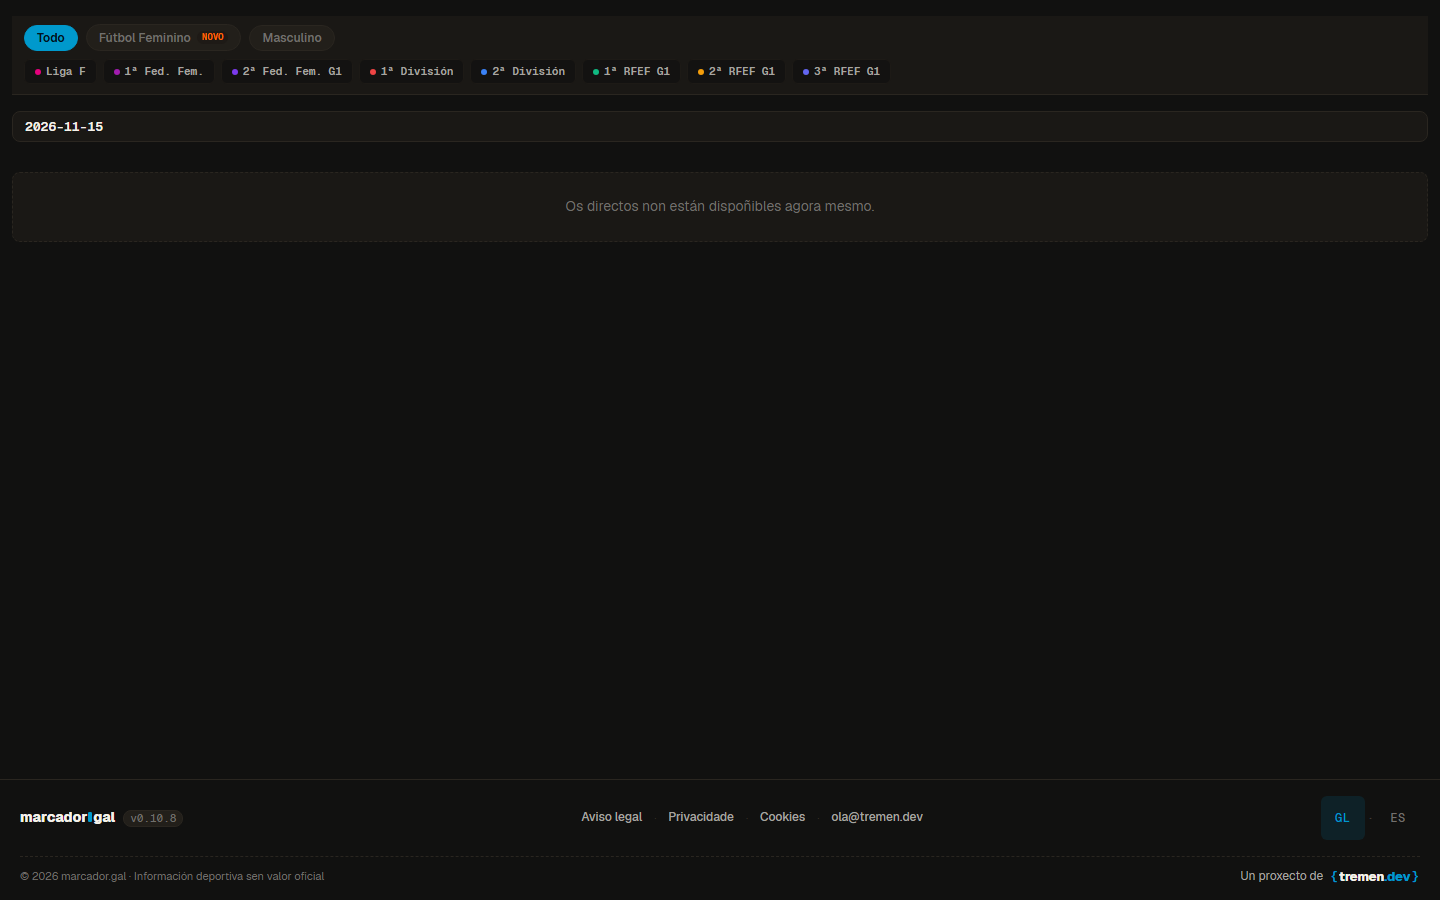 Todo Fútbol Feminino NOVO Masculino
Liga F 1ª Fed. Fem. 2ª Fed. Fem. G1 1ª División 2ª División 1ª RFEF G1 2ª RFEF G1 3ª RFEF G1
2026-11-15
Os directos non están dispoñibles agora mesmo.
marcador gal v0.10.8 Aviso legal · Privacidade · Cookies · ola@tremen.dev GL · ES
© 2026 marcador.gal · Información deportiva sen valor oficial Un proxecto de {tremen.dev}